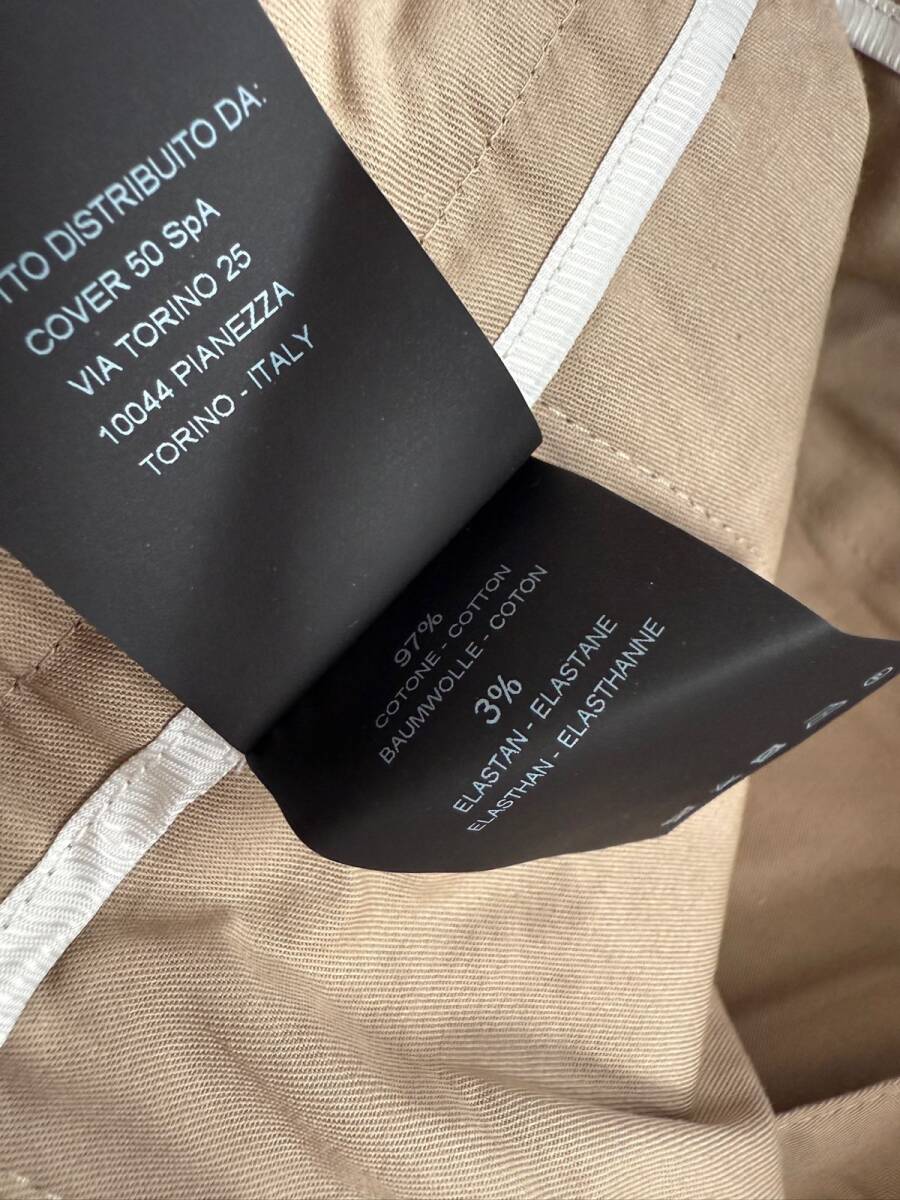 DISTRIBUITO DA:
COVER 50 SpA
VIA TORINO 25
10044 PIANEZZA
TORINO - ITALY
97%
COTONE - COTTON
BAUMWOLLE - COTON
3%
ELASTAN - ELASTANE
ELASTHAN - ELASTHANNE